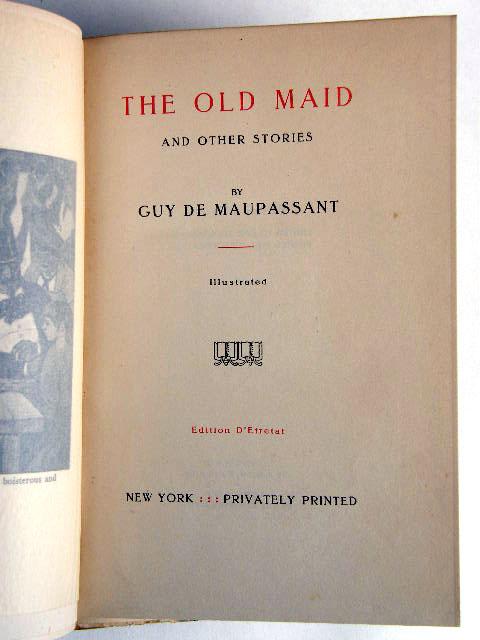 THE OLD MAID
AND OTHER STORIES
BY
GUY DE MAUPASSANT
Illustrated
Edition D'Etretat
NEW YORK ::: PRIVATELY PRINTED
boisterous and